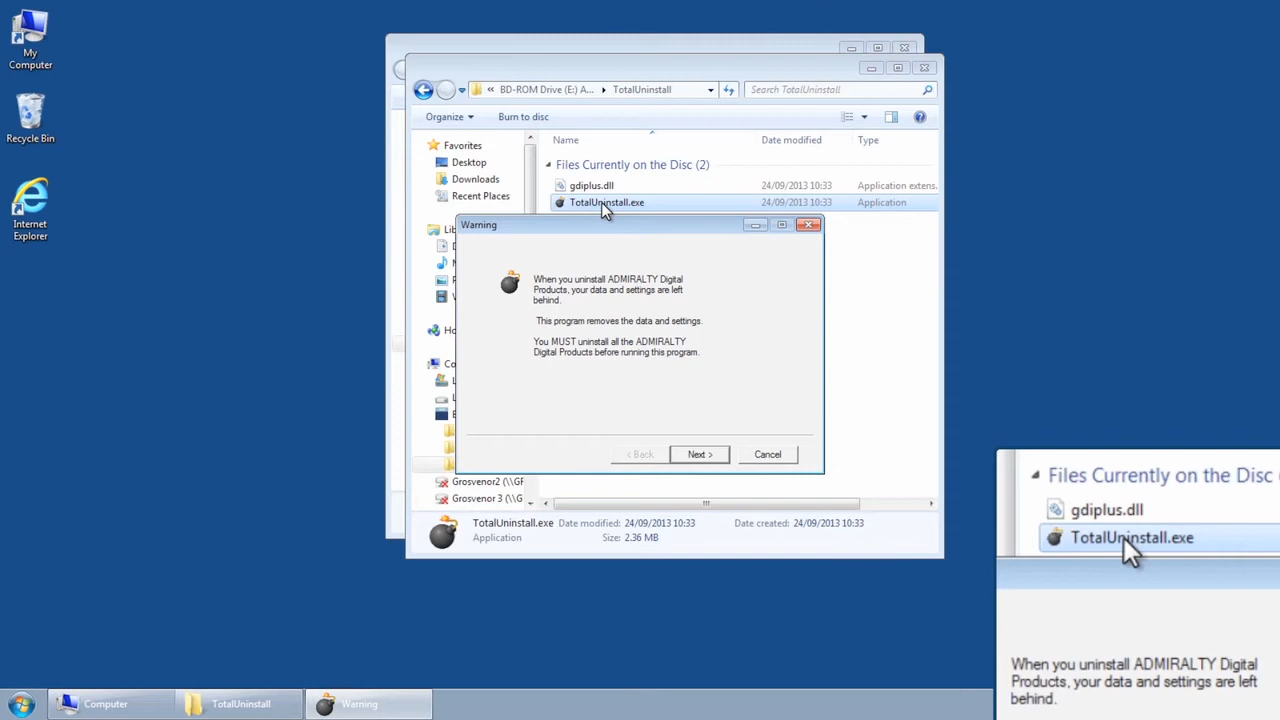 My
Computer
Recycle Bin
Internet
Explorer
BD-ROM Drive (E:) A... TotalUninstall
Search TotalUninstall
Organize Burn to disc
Name Date modified Type
Favorites
Desktop
Downloads
Recent Places
Files Currently on the Disc (2)
gdiplus.dll 24/09/2013 10:33 Application extens.
TotalUninstall.exe 24/09/2013 10:33 Application
Lib
Ho
Co
Grosvenor2 (\\GF
Grosvenor 3 (\\G
Warning
When you uninstall ADMIRALTY Digital
Products, your data and settings are left
behind.
This program removes the data and settings.
You MUST uninstall all the ADMIRALTY
Digital Products before running this program.
< Back Next > Cancel
TotalUninstall.exe Date modified: 24/09/2013 10:33 Date created: 24/09/2013 10:33
Application Size: 2.36 MB
Files Currently on the Disc (
gdiplus.dll
TotalUninstall.exe
When you uninstall ADMIRALTY Digital
Products, your data and settings are left
behind.
Computer TotalUninstall Warning